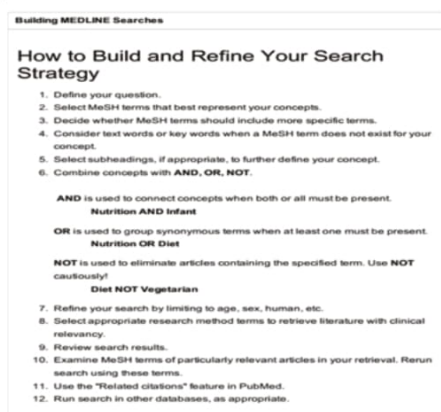 Building MEDLINE Searches
How to Build and Refine Your Search
Strategy
1. Define your question.
2. Select MeSH terms that best represent your concepts.
3. Decide whether MeSH terms should include more specific terms.
4. Consider text words or key words when a MeSH term does not exist for your
concept.
5. Select subheadings, if appropriate, to further define your concept.
6. Combine concepts with AND, OR, NOT.
AND is used to connect concepts when both or all must be present.
Nutrition AND Infant
OR is used to group synonymous terms when at least one must be present.
Nutrition OR Diet
NOT is used to eliminate articles containing the specified term. Use NOT
cautiously!
Diet NOT Vegetarian
7. Refine your search by limiting to age, sex, human, etc.
8. Select appropriate research method terms to retrieve literature with clinical
relevancy.
9. Review search results.
10. Examine MeSH terms of particularly relevant articles in your retrieval. Rerun
search using these terms.
11. Use the "Related citations" feature in PubMed.
12. Run search in other databases, as appropriate.